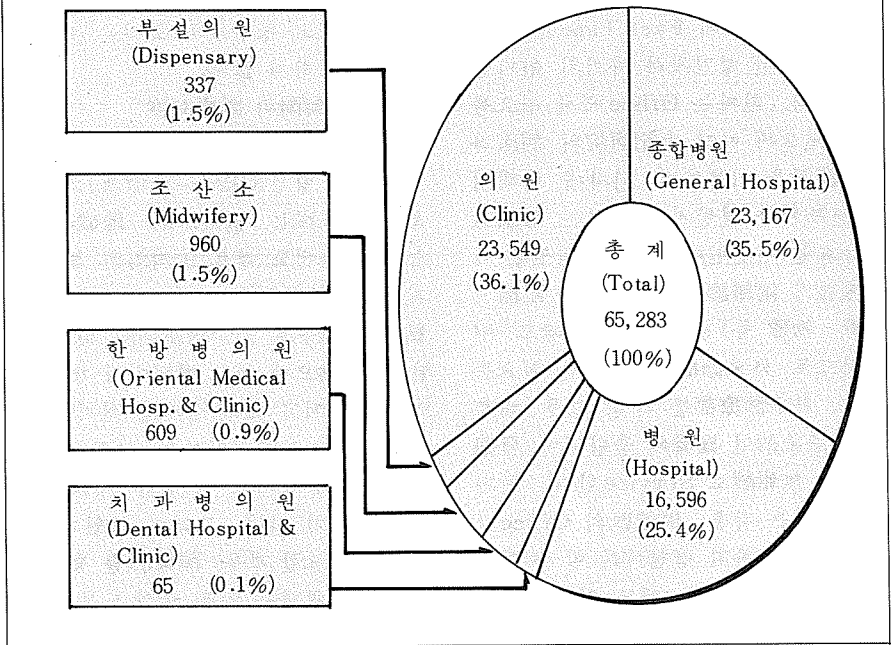 부 설 의 원
(Dispensary)
337
(1.5%)
조 산 소
(Midwifery)
960
(1.5%)
한 방 병 의 원
(Oriental Medical
Hosp. & Clinic)
609 (0.9%)
치 과 병 의 원
(Dental Hospital &
Clinic)
65 (0.1%)
의 원
(Clinic)
23,549
(36.1%)
종합병원
(General Hospital)
23,167
(35.5%)
총 계
(Total)
65,283
(100%)
병 원
(Hospital)
16,596
(25.4%)